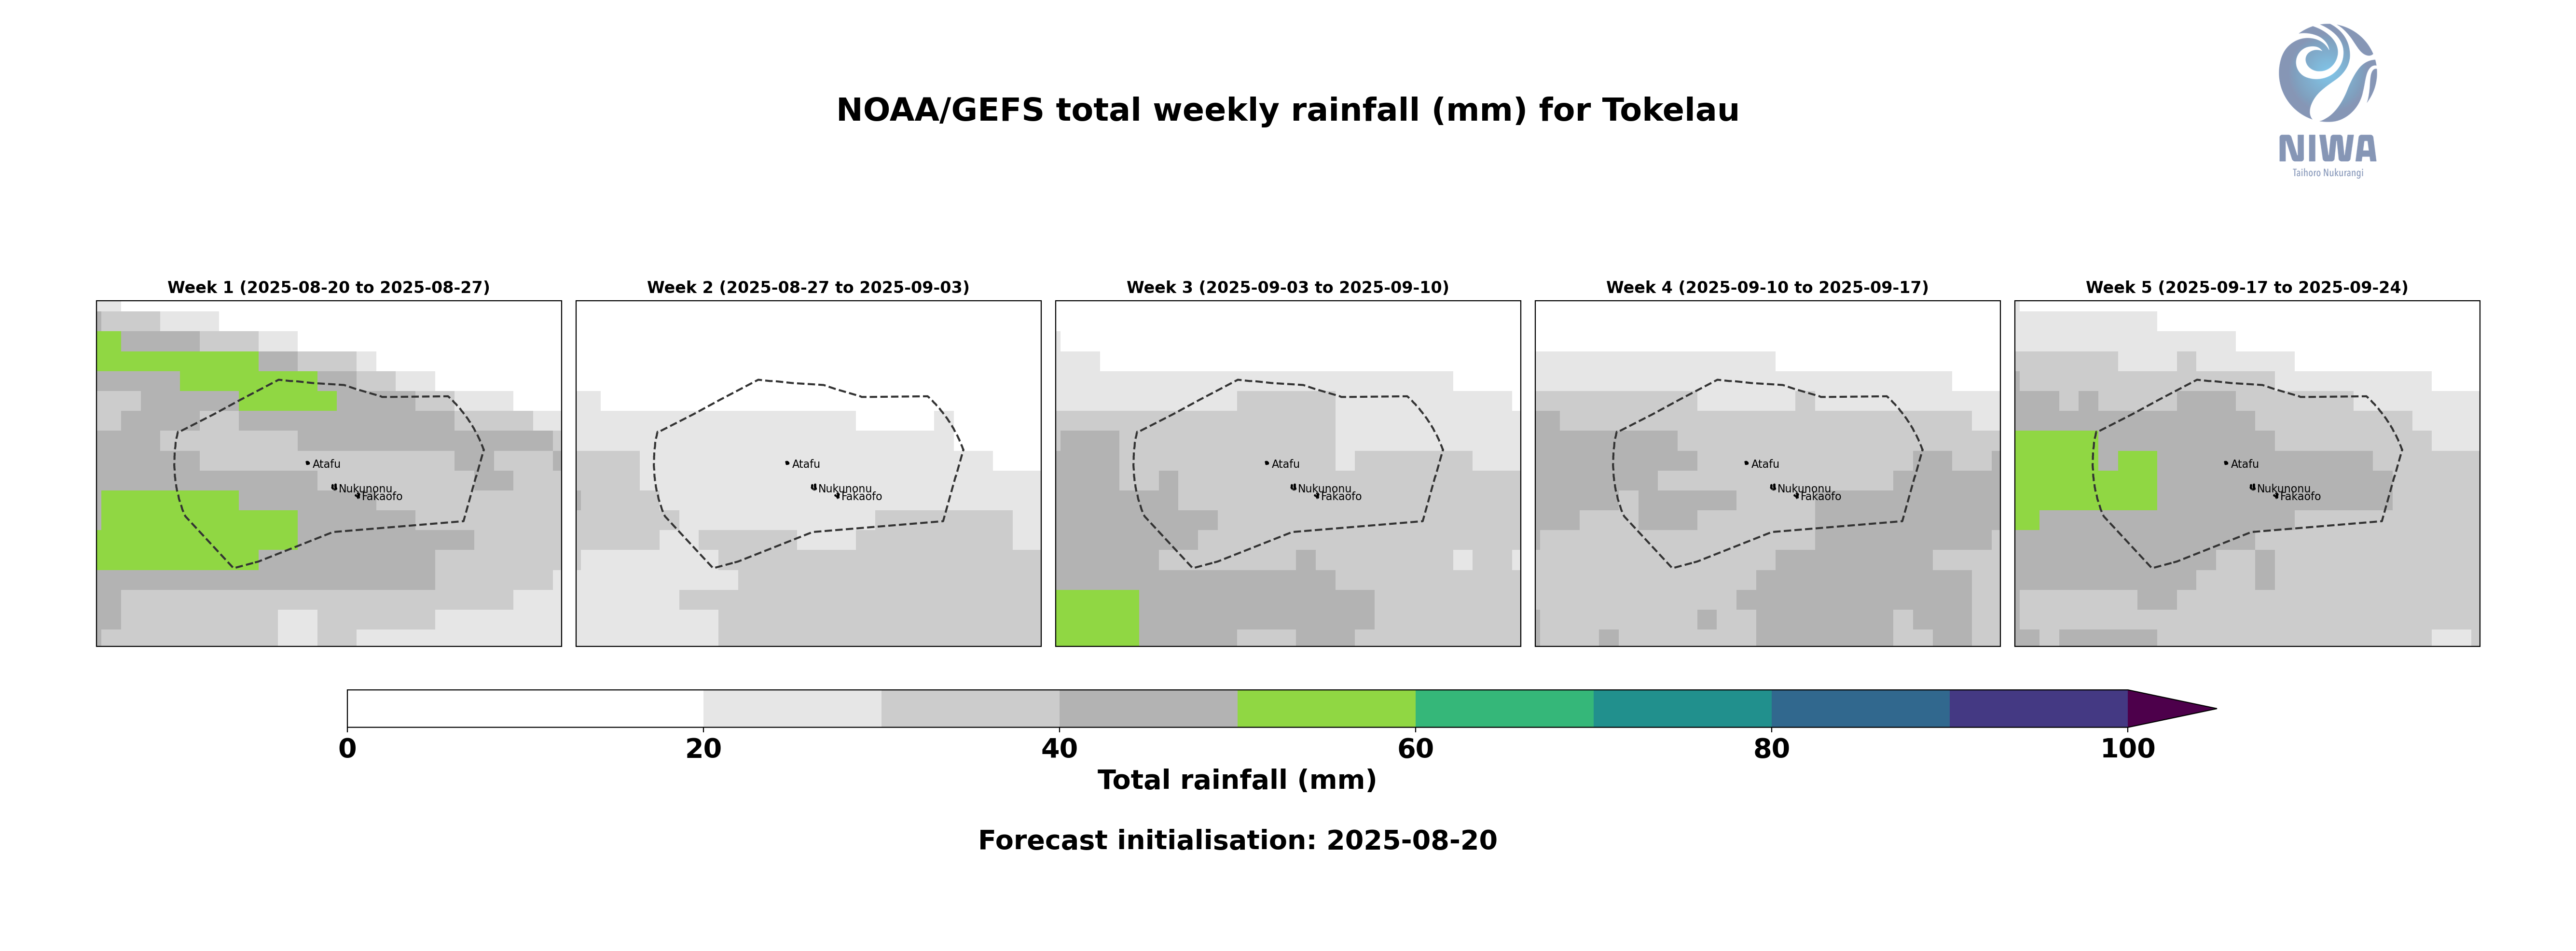 NOAA/GEFS total weekly rainfall (mm) for Tokelau
NIWA
Taihoro Nukurangi
Week 1 (2025-08-20 to 2025-08-27)
Week 2 (2025-08-27 to 2025-09-03)
Week 3 (2025-09-03 to 2025-09-10)
Week 4 (2025-09-10 to 2025-09-17)
Week 5 (2025-09-17 to 2025-09-24)
Atafu
Nukunonu
Fakaofo
Atafu
Nukunonu
Fakaofo
Atafu
Nukunonu
Fakaofo
Atafu
Nukunonu
Fakaofo
Atafu
Nukunonu
Fakaofo
0 20 40 60 80 100
Total rainfall (mm)
Forecast initialisation: 2025-08-20